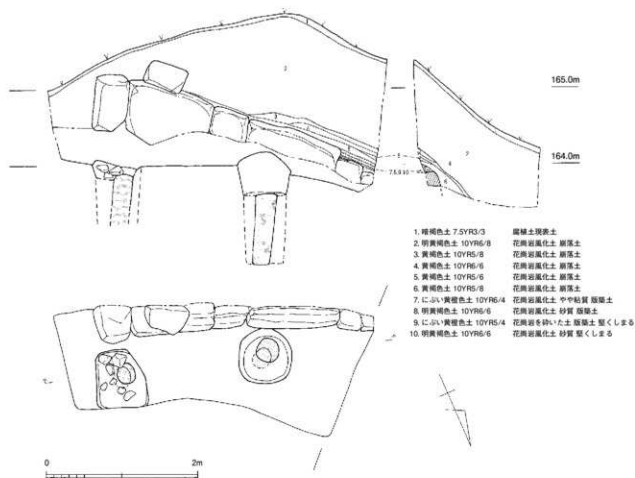 165.0m
164.0m
1. 暗褐色土 7.5YR3/3 腐植土現表土
2. 明黄褐色土 10YR6/8 花崗岩風化土 崩落土
3. 黄褐色土 10YR5/8 花崗岩風化土 崩落土
4. 黄褐色土 10YR6/6 花崗岩風化土 崩落土
5. 黄褐色土 10YR6/6 花崗岩風化土 崩落土
6. 黄褐色土 10YR5/8 花崗岩風化土 崩落土
7. にぶい黄橙色土 10YR6/4 花崗岩風化土 やや粘質 版築土
8. 明黄褐色土 10YR6/6 花崗岩風化土 砂質 版築土
9. にぶい黄橙色土 10YR5/4 花崗岩を砕いた土 版築土 堅くしまる
10. 明黄褐色土 10YR6/6 花崗岩風化土 砂質 堅くしまる
0 2m